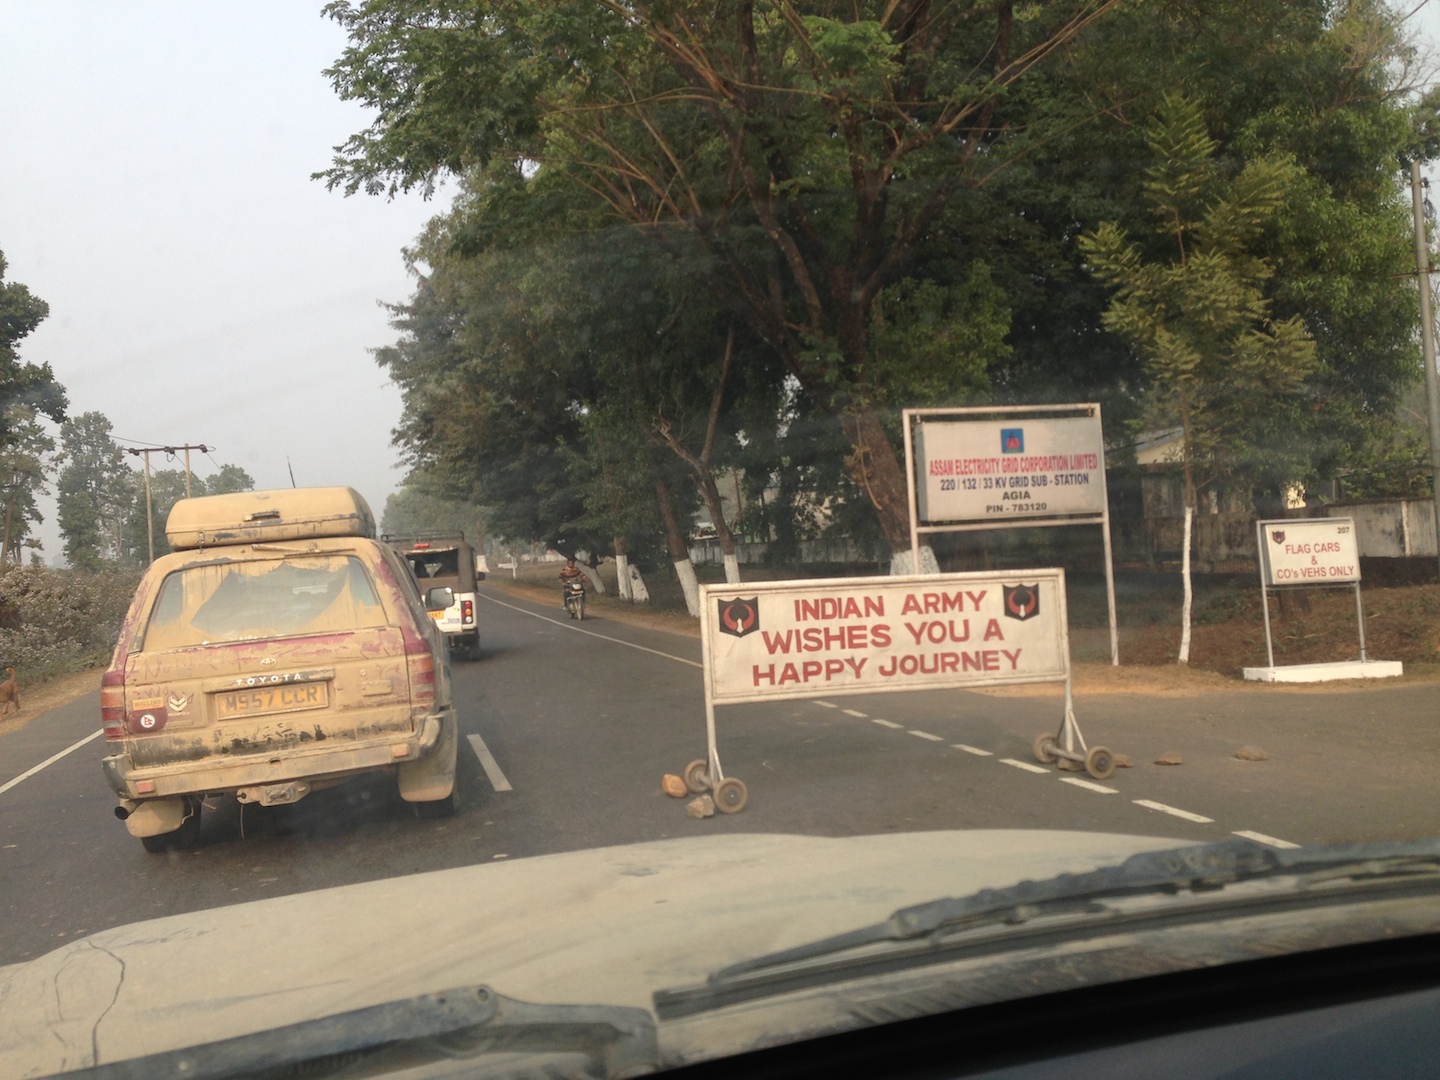 ASSAM ELECTRICITY GRID CORPORATION LIMITED
220 / 132 / 33 KV GRID SUB - STATION
AGIA
PIN - 783120
207
FLAG CARS
&
CO's VEHS ONLY
INDIAN ARMY
WISHES YOU A
HAPPY JOURNEY
TOYOTA
M957 CCR